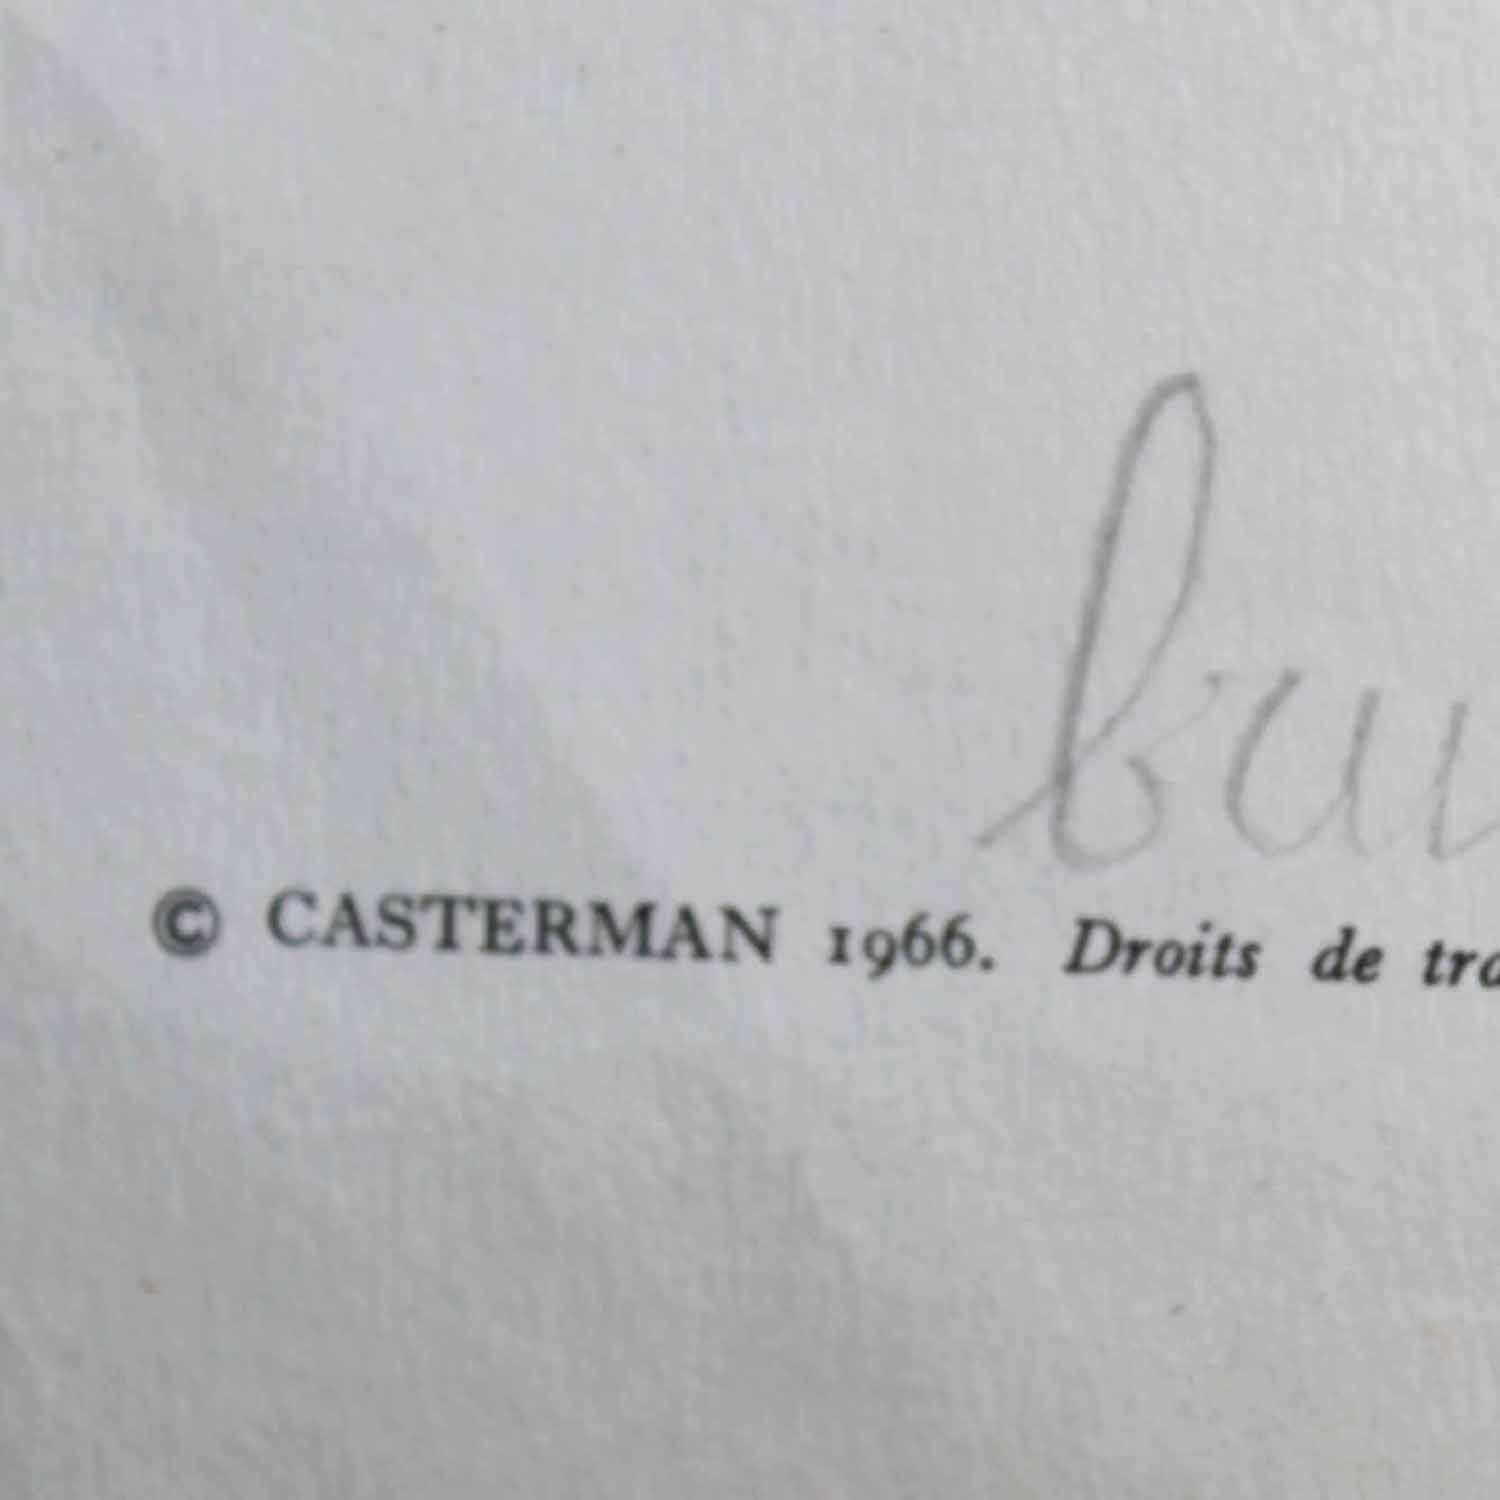 © CASTERMAN 1966. Droits de